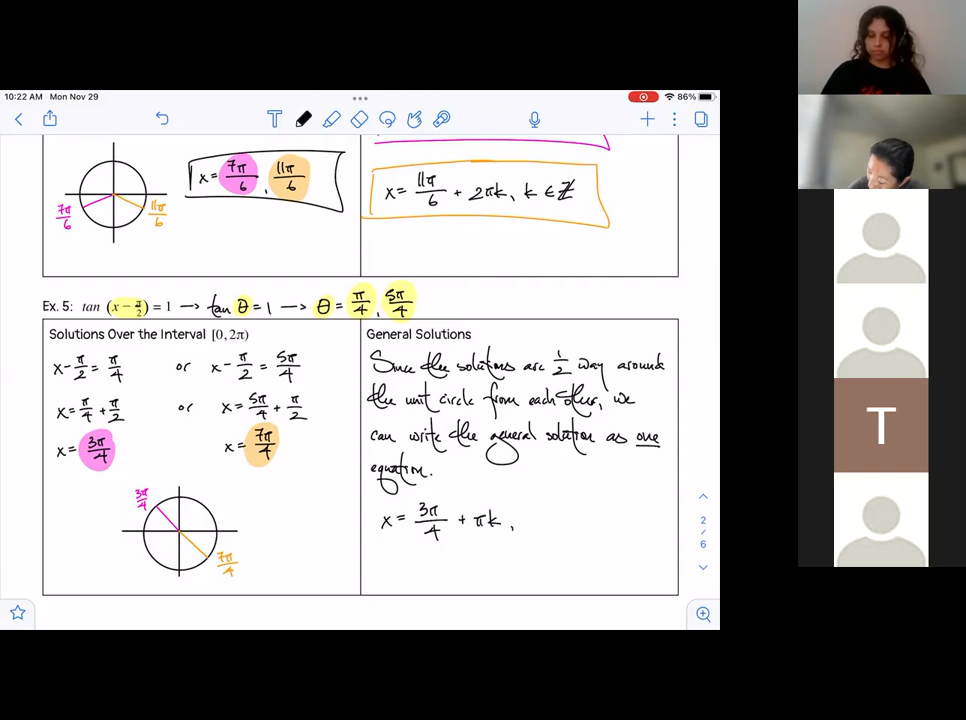 10:22 AM Mon Nov 29
86%
T
7π/6
11π/6
x = 7π/6, 11π/6
x = 11π/6 + 2πk, k ∈ ℤ
Ex. 5: tan (x − π/2) = 1 → tan θ = 1 → θ = π/4, 5π/4
Solutions Over the Interval [0, 2π)
x − π/2 = π/4 or x − π/2 = 5π/4
x = π/4 + π/2 or x = 5π/4 + π/2
x = 3π/4 x = 7π/4
3π/4
7π/4
General Solutions
Since the solutions are 1/2 way around
the unit circle from each other, we
can write the general solution as one
equation.
x = 3π/4 + πk,
2
/
6
T